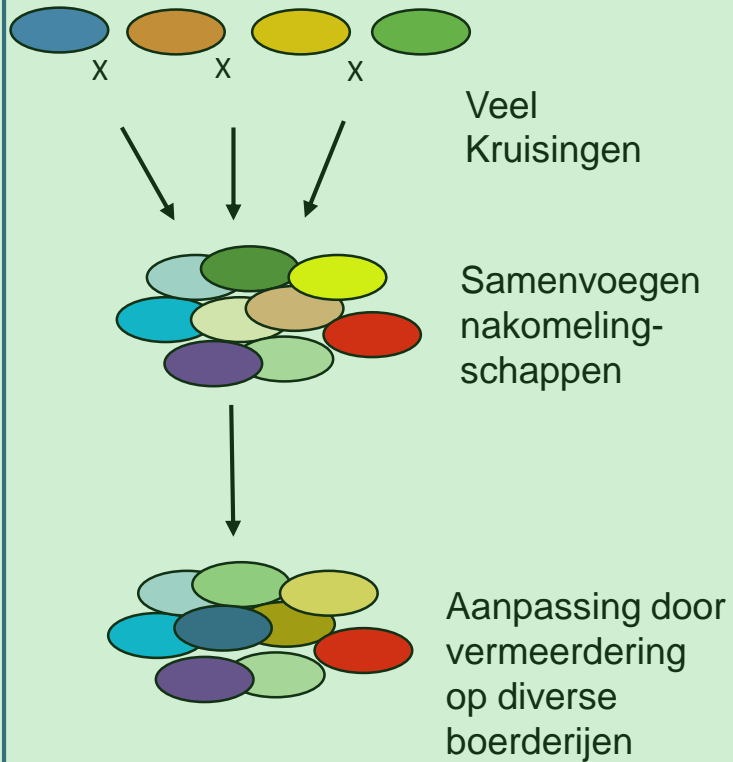 X X X
Veel
Kruisingen
Samenvoegen
nakomeling-
schappen
Aanpassing door
vermeerdering
op diverse
boerderijen